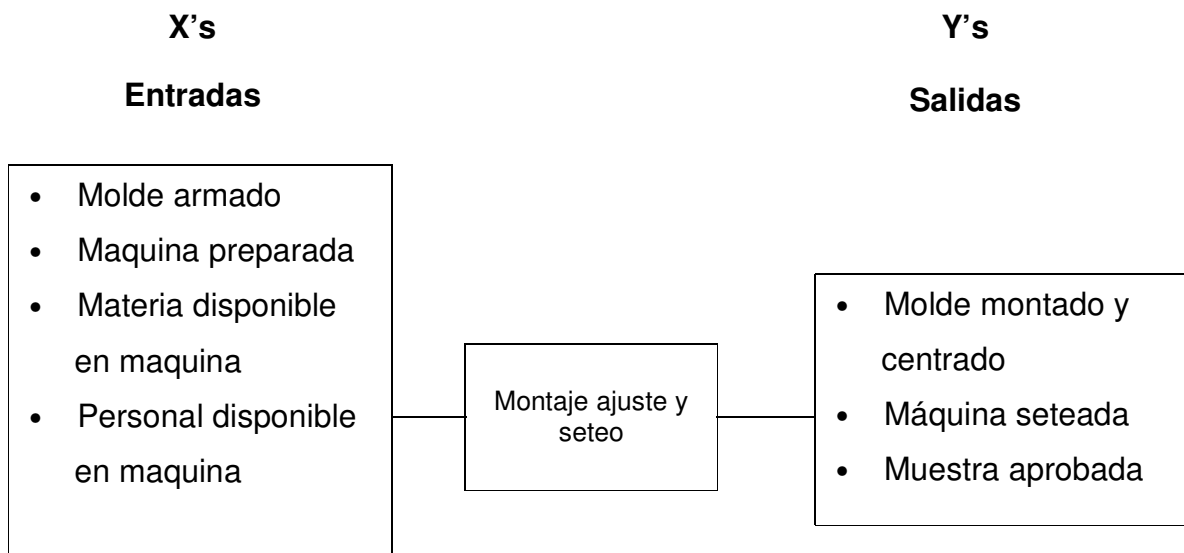 X’s
Entradas
• Molde armado
• Maquina preparada
• Materia disponible
en maquina
• Personal disponible
en maquina
Montaje ajuste y
seteo
Y’s
Salidas
• Molde montado y
centrado
• Máquina seteada
• Muestra aprobada